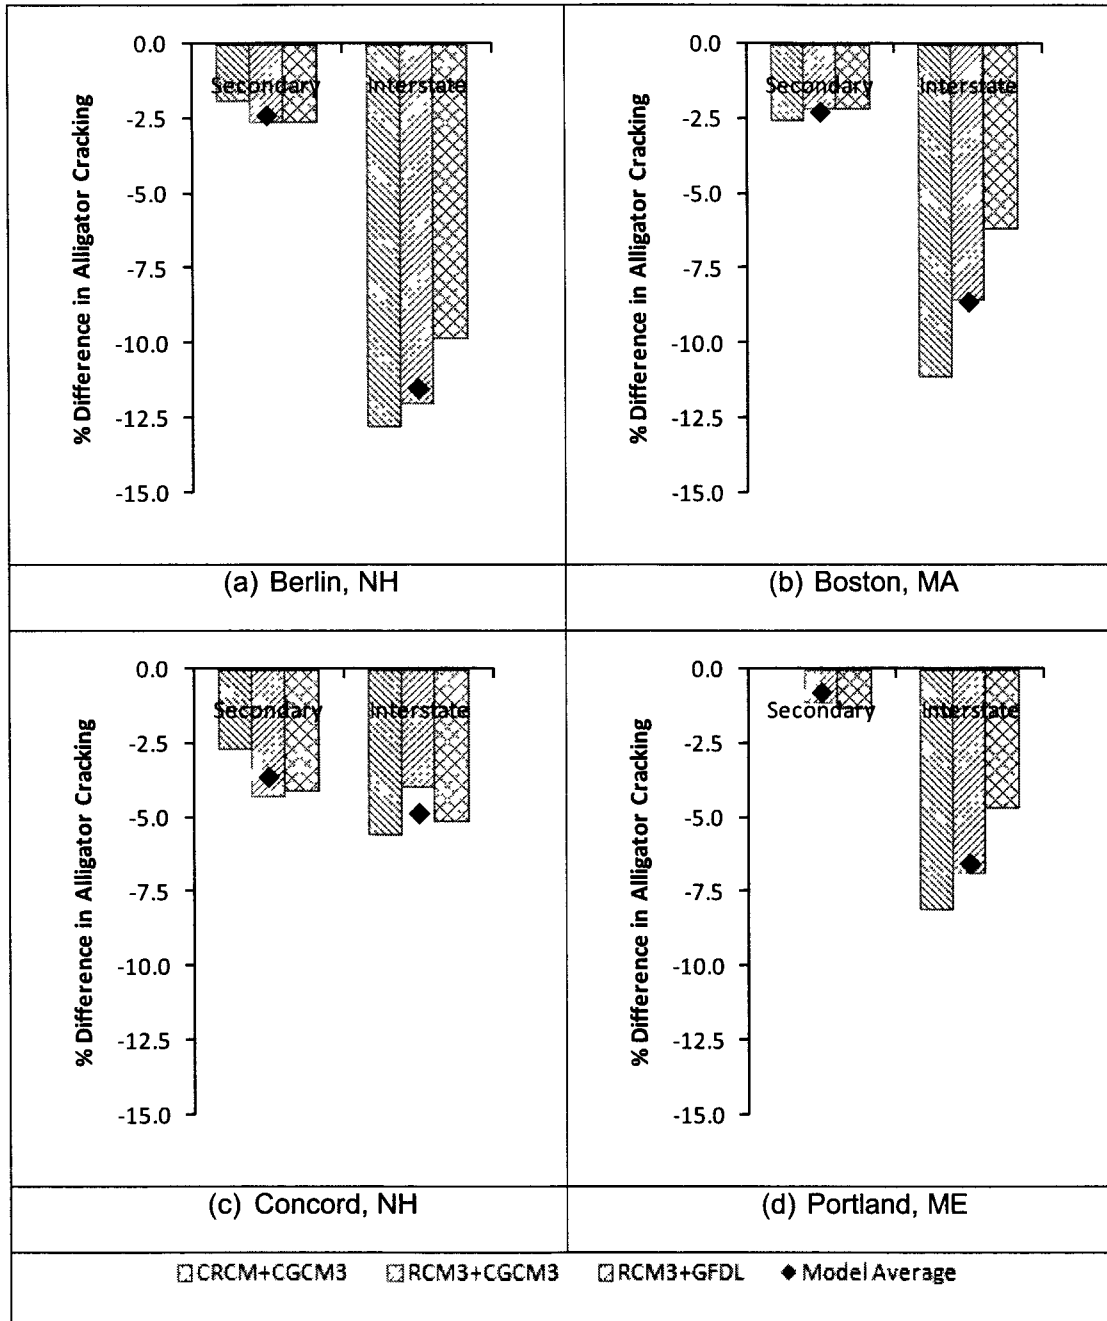 0.0
-2.5
-5.0
-7.5
-10.0
-12.5
-15.0
% Difference in Alligator Cracking
Secondary Interstate
(a) Berlin, NH
0.0
-2.5
-5.0
-7.5
-10.0
-12.5
-15.0
% Difference in Alligator Cracking
Secondary Interstate
(b) Boston, MA
0.0
-2.5
-5.0
-7.5
-10.0
-12.5
-15.0
% Difference in Alligator Cracking
Secondary Interstate
(c) Concord, NH
0.0
-2.5
-5.0
-7.5
-10.0
-12.5
-15.0
% Difference in Alligator Cracking
Secondary Interstate
(d) Portland, ME
CRCM+CGCM3 RCM3+CGCM3 RCM3+GFDL Model Average